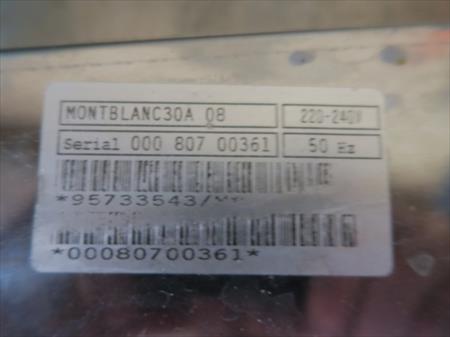 MONTBLANC30A 08 220-240V
Serial 000 807 00361 50 Hz
*95733543/
*00080700361*